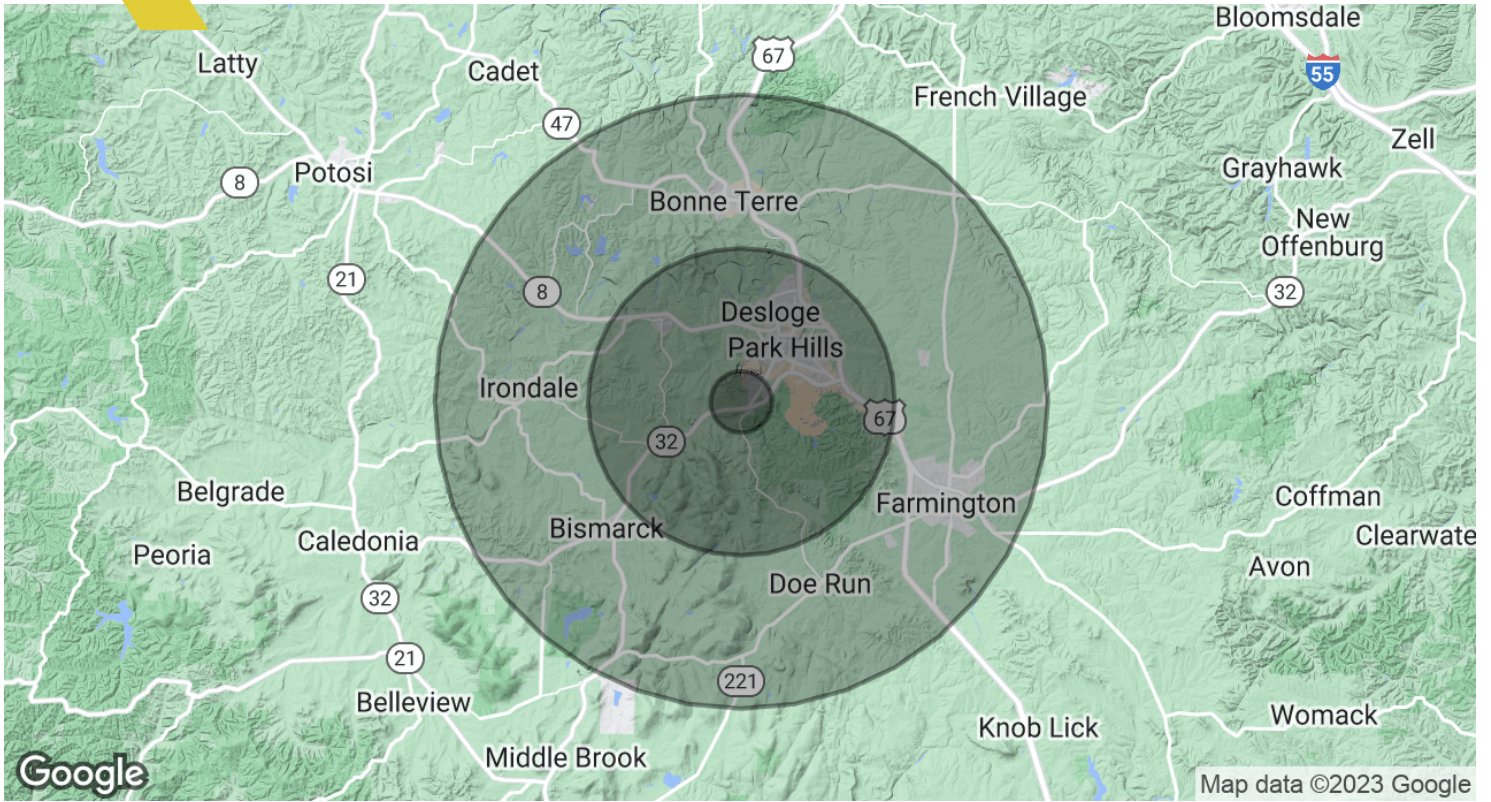 Bloomsdale
Latty
Cadet
67
55
French Village
47
Zell
Potosi
8
Grayhawk
Bonne Terre
New
Offenburg
21
8
32
Desloge
Park Hills
Irondale
67
32
Belgrade
Farmington
Coffman
Bismarck
Clearwate
Caledonia
Peoria
Avon
Doe Run
32
21
221
Belleview
Womack
Knob Lick
Middle Brook
Google
Map data ©2023 Google